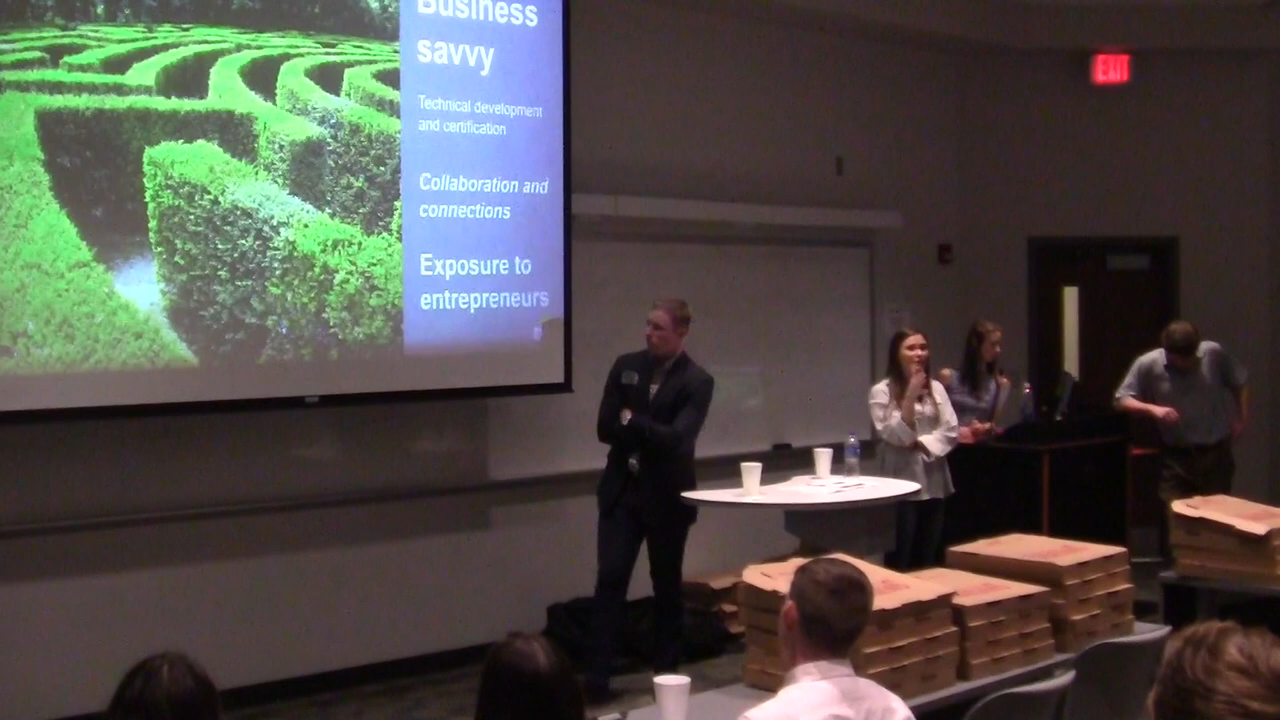 Business
savvy
Technical development
and certification
Collaboration and
connections
Exposure to
entrepreneurs
EXIT